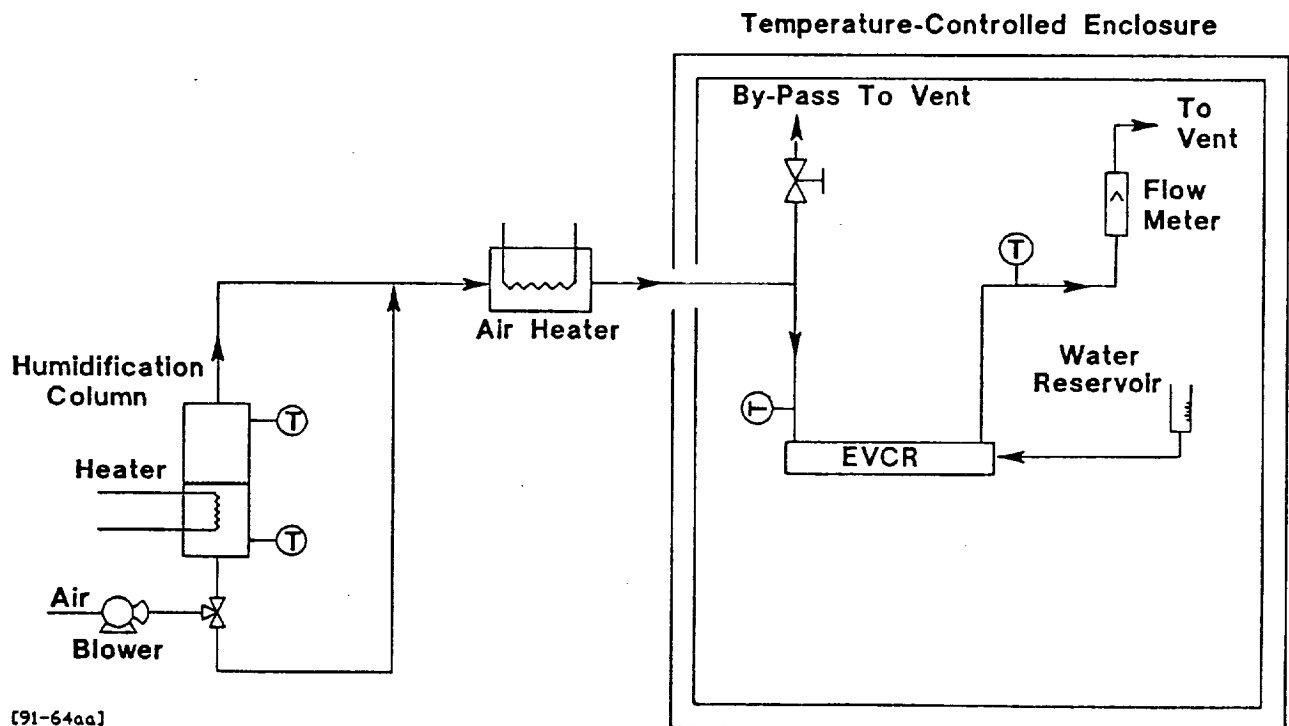 Temperature-Controlled Enclosure
By-Pass To Vent
To
Vent
Flow
Meter
T
Air Heater
Humidification
Column
T
Water
Reservoir
T
Heater
EVCR
T
Air
Blower
[91-64aa]